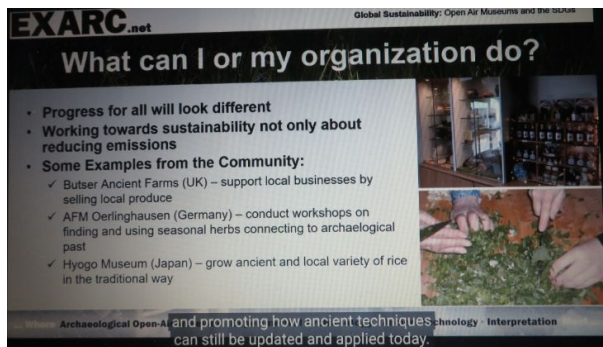 EXARC.net
Global Sustainability: Open Air Museums and the SDGs
What can I or my organization do?
• Progress for all will look different
• Working towards sustainability not only about
reducing emissions
• Some Examples from the Community:
✓ Butser Ancient Farms (UK) – support local businesses by
selling local produce
✓ AFM Oerlinghausen (Germany) – conduct workshops on
finding and using seasonal herbs connecting to archaelogical
past
✓ Hyogo Museum (Japan) – grow ancient and local variety of rice
in the traditional way
... Where Archaeological Open-Ai
chnology - Interpretation
and promoting how ancient techniques
can still be updated and applied today.